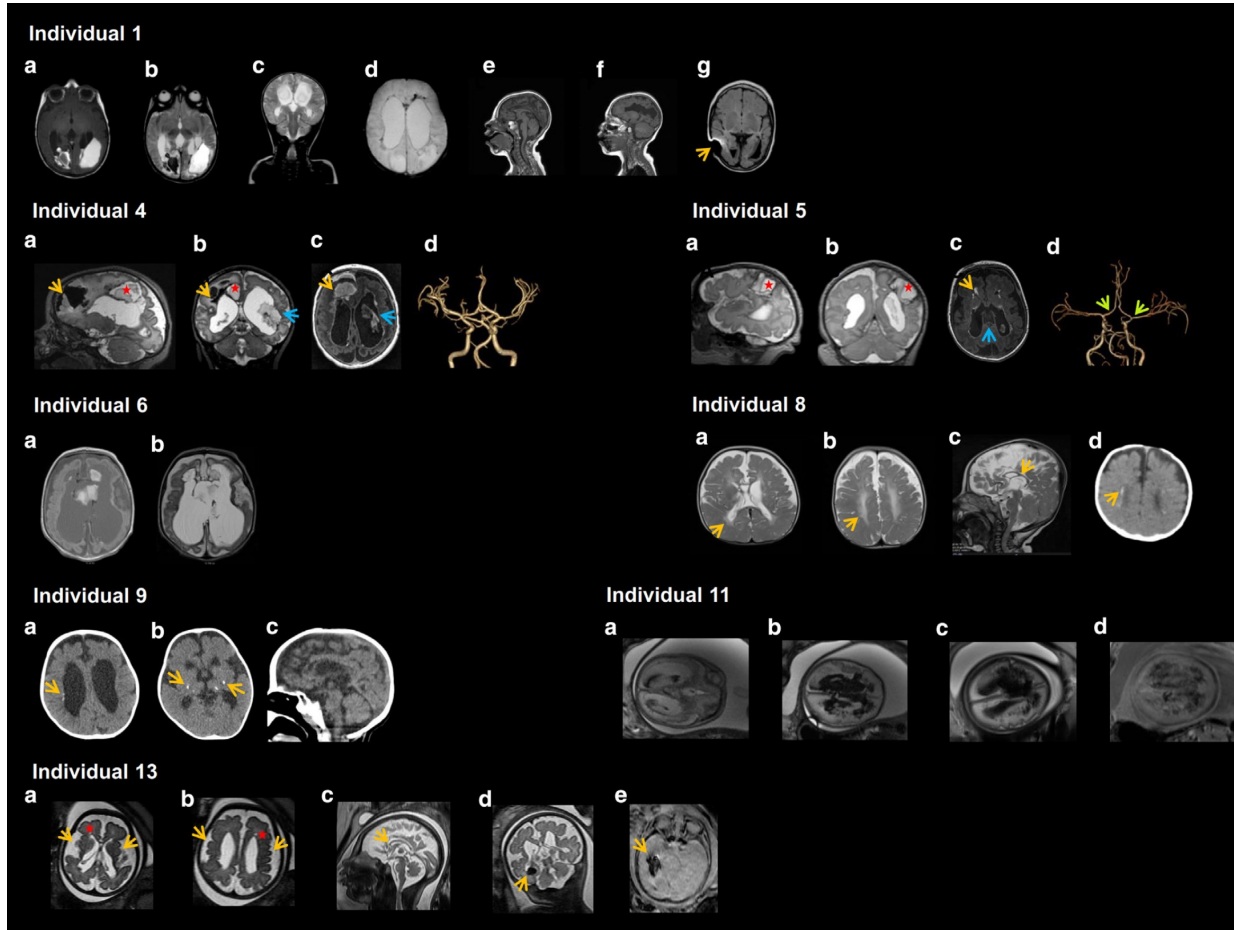 Individual 1
a b c d e f g
Individual 4
a b c d
Individual 5
a b c d
Individual 6
a b
Individual 8
a b c d
Individual 9
a b c
Individual 11
a b c d
Individual 13
a b c d e